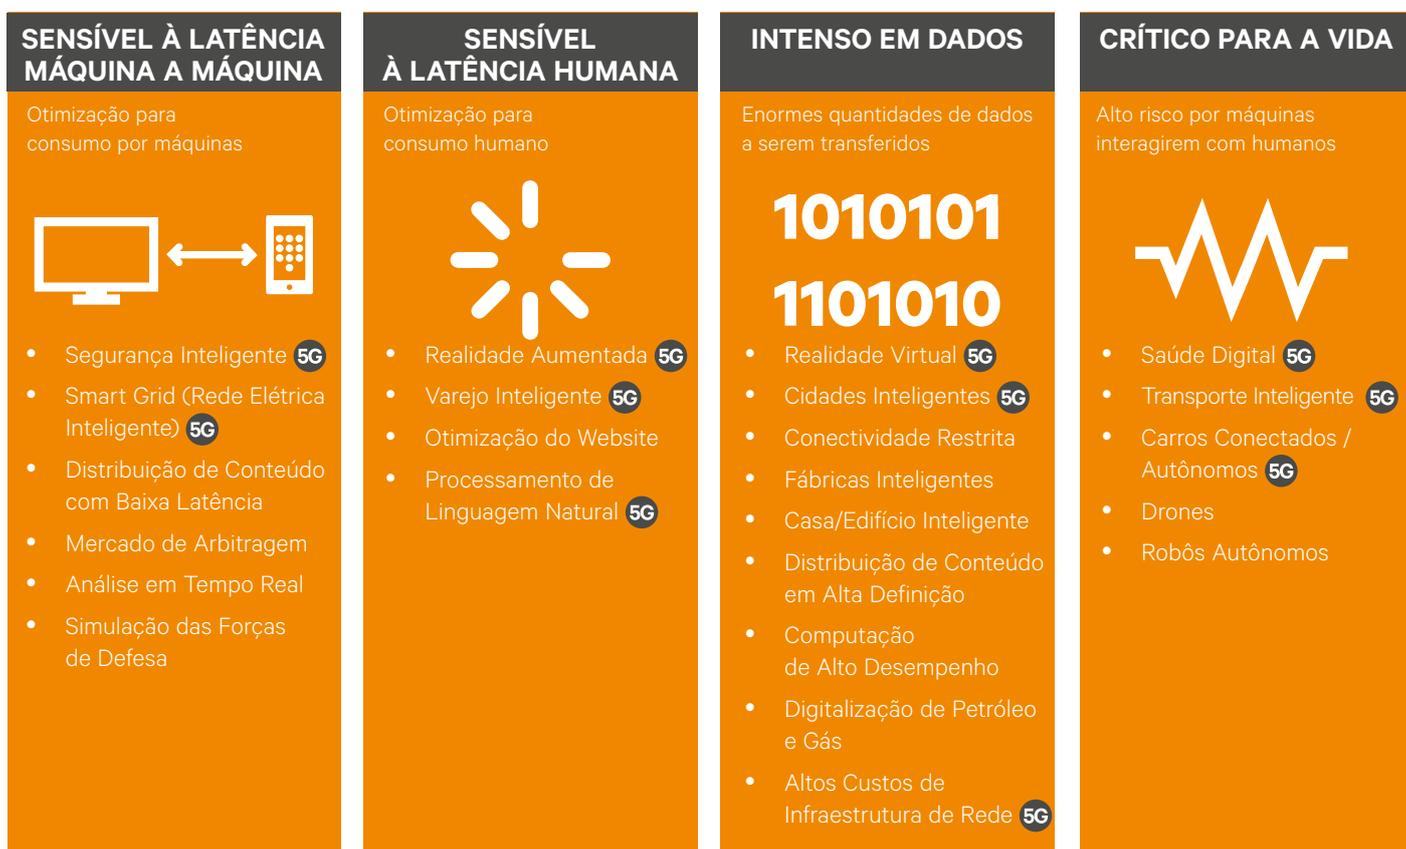 SENSÍVEL À LATÊNCIA
MÁQUINA A MÁQUINA
Otimização para
consumo por máquinas
• Segurança Inteligente 5G
• Smart Grid (Rede Elétrica
Inteligente) 5G
• Distribuição de Conteúdo
com Baixa Latência
• Mercado de Arbitragem
• Análise em Tempo Real
• Simulação das Forças
de Defesa
SENSÍVEL
À LATÊNCIA HUMANA
Otimização para
consumo humano
• Realidade Aumentada 5G
• Varejo Inteligente 5G
• Otimização do Website
• Processamento de
Linguagem Natural 5G
INTENSO EM DADOS
Enormes quantidades de dados
a serem transferidos
1010101
1101010
• Realidade Virtual 5G
• Cidades Inteligentes 5G
• Conectividade Restrita
• Fábricas Inteligentes
• Casa/Edifício Inteligente
• Distribuição de Conteúdo
em Alta Definição
• Computação
de Alto Desempenho
• Digitalização de Petróleo
e Gás
• Altos Custos de
Infraestrutura de Rede 5G
CRÍTICO PARA A VIDA
Alto risco por máquinas
interagirem com humanos
• Saúde Digital 5G
• Transporte Inteligente 5G
• Carros Conectados /
Autônomos 5G
• Drones
• Robôs Autônomos